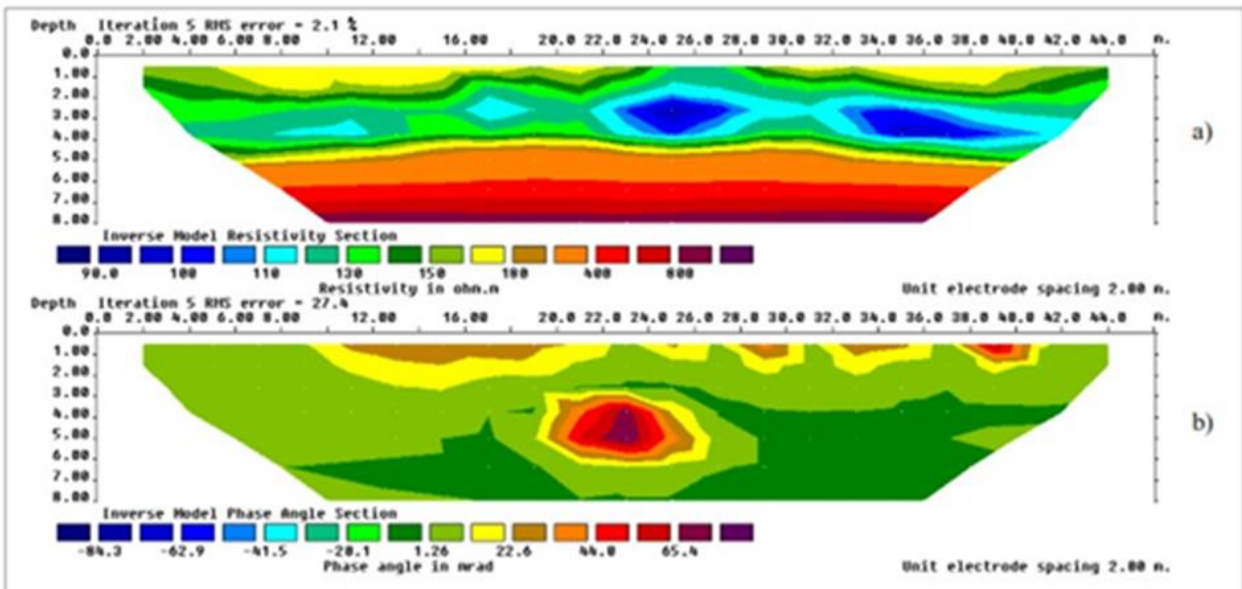 Depth Iteration 5 RMS error = 2.1 %
0.0 2.00 4.00 6.00 8.00 12.00 16.00 20.0 22.0 24.0 26.0 28.0 30.0 32.0 34.0 36.0 38.0 40.0 42.0 44.0 m.
0.0
1.00
2.00
3.00
4.00
5.00
6.00
7.00
8.00
a)
Inverse Model Resistivity Section
90.0 100 110 130 150 180 400 800
Resistivity in ohm.m
Unit electrode spacing 2.00 m.
Depth Iteration 5 RMS error = 27.4
0.0 2.00 4.00 6.00 8.00 12.00 16.00 20.0 22.0 24.0 26.0 28.0 30.0 32.0 34.0 36.0 38.0 40.0 42.0 44.0 m.
0.0
1.00
2.00
3.00
4.00
5.00
6.00
7.00
8.00
b)
Inverse Model Phase Angle Section
-84.3 -62.9 -41.5 -20.1 1.26 22.6 44.0 65.4
Phase angle in mrad
Unit electrode spacing 2.00 m.